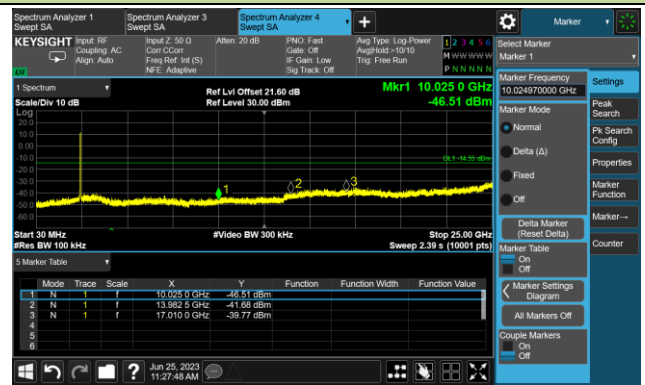 Spectrum Analyzer 1
Swept SA
Spectrum Analyzer 3
Swept SA
Spectrum Analyzer 4
Swept SA
Marker
KEYSIGHT
Input: RF
Coupling: AC
Align: Auto
Input Z: 50 Ω
Corr CCorr
Freq Ref: Int (S)
NFE: Adaptive
Atten: 20 dB
PNO: Fast
Gate: Off
IF Gain: Low
Sig Track: Off
Avg Type: Log-Power
Avg|Hold:>10/10
Trig: Free Run
1 2 3 4 5 6
M W W W W W
P N N N N N
Select Marker
Marker 1
LW
1 Spectrum
Scale/Div 10 dB
Log
Ref Lvl Offset 21.60 dB
Ref Level 30.00 dBm
Mkr1 10.025 0 GHz
-46.51 dBm
20.0
10.0
0.00
-10.0
-20.0
-30.0
-40.0
-50.0
-60.0
DL1 -14.55 dBm
1
2
3
Start 30 MHz
#Res BW 100 kHz
#Video BW 300 kHz
Stop 25.00 GHz
Sweep 2.39 s (10001 pts)
5 Marker Table
Mode Trace Scale X Y Function Function Width Function Value
1 N 1 f 10.025 0 GHz -46.51 dBm
2 N 1 f 13.982 5 GHz -41.68 dBm
3 N 1 f 17.010 0 GHz -39.77 dBm
4
5
6
Marker Frequency
10.024970000 GHz
Marker Mode
Normal
Delta (Δ)
Fixed
Off
Delta Marker
(Reset Delta)
Marker Table
On
Off
Marker Settings
Diagram
All Markers Off
Couple Markers
On
Off
Settings
Peak
Search
Pk Search
Config
Properties
Marker
Function
Marker→
Counter
?
Jun 25, 2023
11:27:48 AM